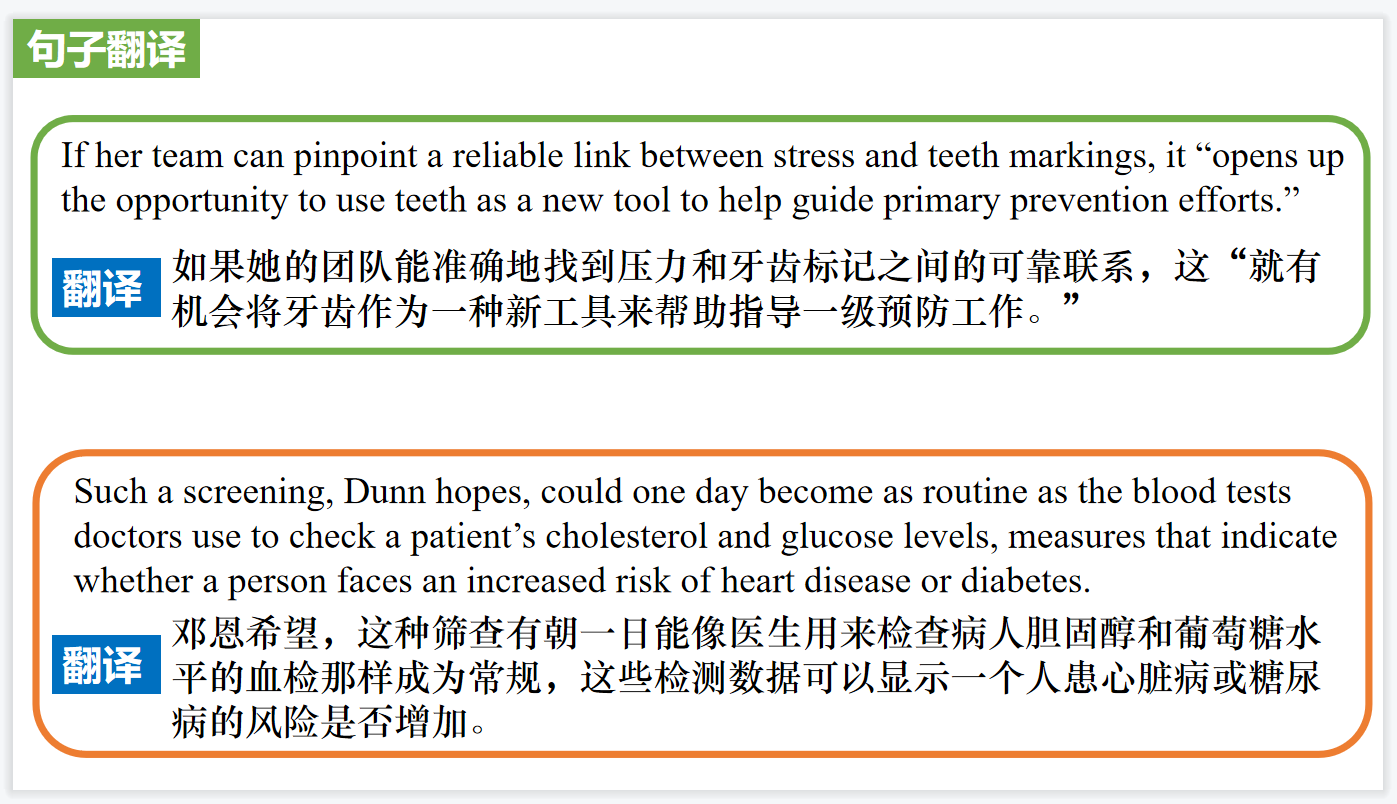 句子翻译
If her team can pinpoint a reliable link between stress and teeth markings, it “opens up
the opportunity to use teeth as a new tool to help guide primary prevention efforts.”
翻译
如果她的团队能准确地找到压力和牙齿标记之间的可靠联系，这“就有
机会将牙齿作为一种新工具来帮助指导一级预防工作。”
Such a screening, Dunn hopes, could one day become as routine as the blood tests
doctors use to check a patient’s cholesterol and glucose levels, measures that indicate
whether a person faces an increased risk of heart disease or diabetes.
翻译
邓恩希望，这种筛查有朝一日能像医生用来检查病人胆固醇和葡萄糖水
平的血检那样成为常规，这些检测数据可以显示一个人患心脏病或糖尿
病的风险是否增加。